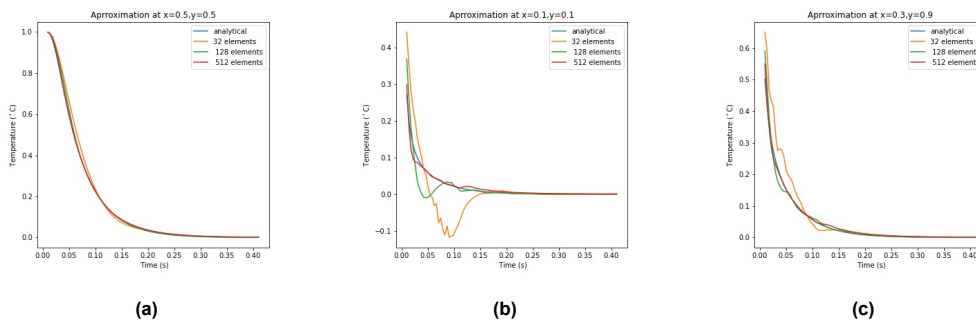 Aprroximation at x=0.5,y=0.5
analytical
32 elements
128 elements
512 elements
Temperature (°C)
1.0
0.8
0.6
0.4
0.2
0.0
0.00 0.05 0.10 0.15 0.20 0.25 0.30 0.35 0.40
Time (s)
(a)
Aprroximation at x=0.1,y=0.1
analytical
32 elements
128 elements
512 elements
Temperature (°C)
0.4
0.3
0.2
0.1
0.0
−0.1
0.00 0.05 0.10 0.15 0.20 0.25 0.30 0.35 0.40
Time (s)
(b)
Aprroximation at x=0.3,y=0.9
analytical
32 elements
128 elements
512 elements
Temperature (°C)
0.6
0.5
0.4
0.3
0.2
0.1
0.0
0.00 0.05 0.10 0.15 0.20 0.25 0.30 0.35 0.40
Time (s)
(c)